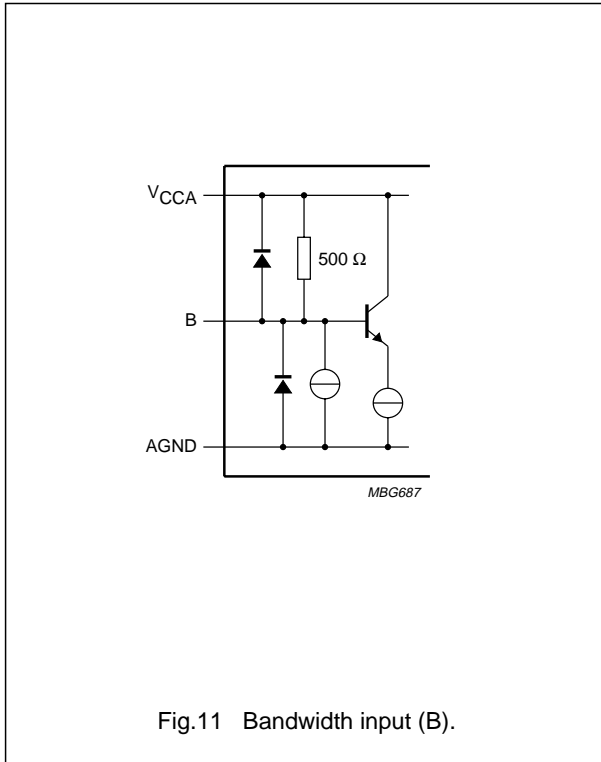 VCCA
500 Ω
B
AGND
MBG687
Fig.11 Bandwidth input (B).